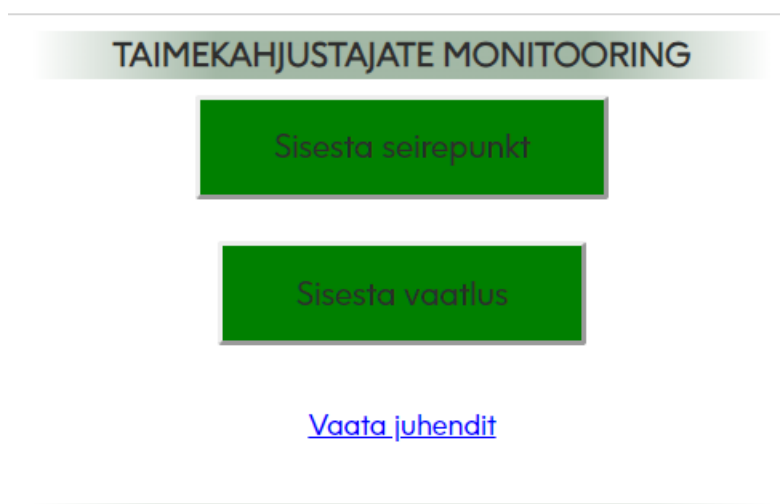 TAIMEKAHJUSTAJATE MONITOORING
Sisesta seirepunkt
Sisesta vaatlus
Vaata juhendit